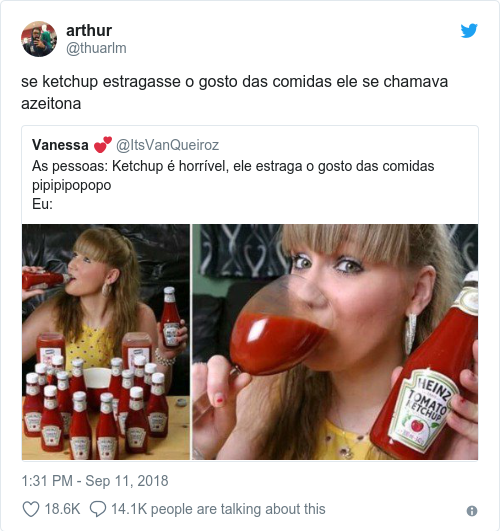 arthur
@thuarlm
se ketchup estragasse o gosto das comidas ele se chamava
azeitona
Vanessa 💕 @ItsVanQueiroz
As pessoas: Ketchup é horrível, ele estraga o gosto das comidas
pipipipopopo
Eu:
HEINZ
TOMATO
KETCHUP
1:31 PM - Sep 11, 2018
18.6K 14.1K people are talking about this